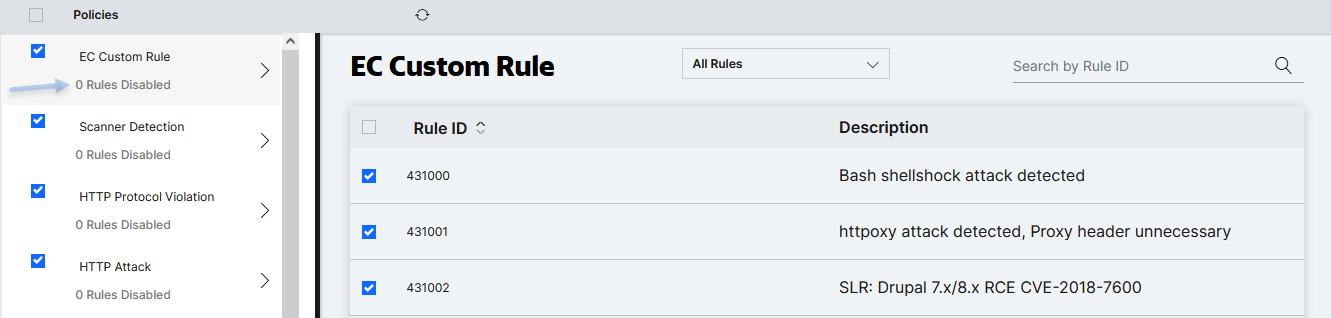 Policies
EC Custom Rule
0 Rules Disabled
Scanner Detection
0 Rules Disabled
HTTP Protocol Violation
0 Rules Disabled
HTTP Attack
0 Rules Disabled
EC Custom Rule
All Rules
Search by Rule ID
Rule ID Description
431000 Bash shellshock attack detected
431001 httpoxy attack detected, Proxy header unnecessary
431002 SLR: Drupal 7.x/8.x RCE CVE-2018-7600